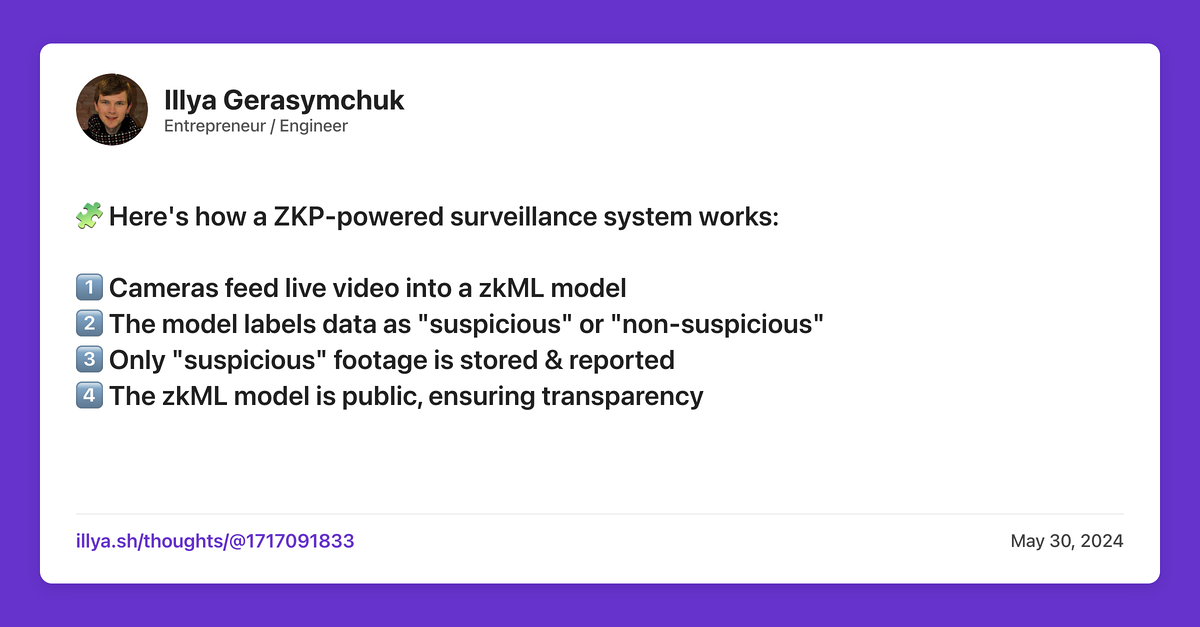 Illya Gerasymchuk
Entrepreneur / Engineer
🧩 Here's how a ZKP-powered surveillance system works:
1️⃣ Cameras feed live video into a zkML model
2️⃣ The model labels data as "suspicious" or "non-suspicious"
3️⃣ Only "suspicious" footage is stored & reported
4️⃣ The zkML model is public, ensuring transparency
illya.sh/thoughts/@1717091833
May 30, 2024